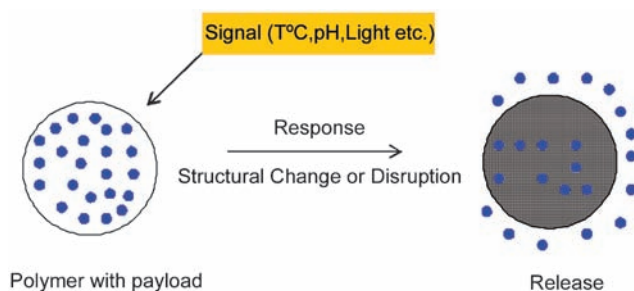 Signal (TºC,pH,Light etc.)
Response
Structural Change or Disruption
Polymer with payload
Release